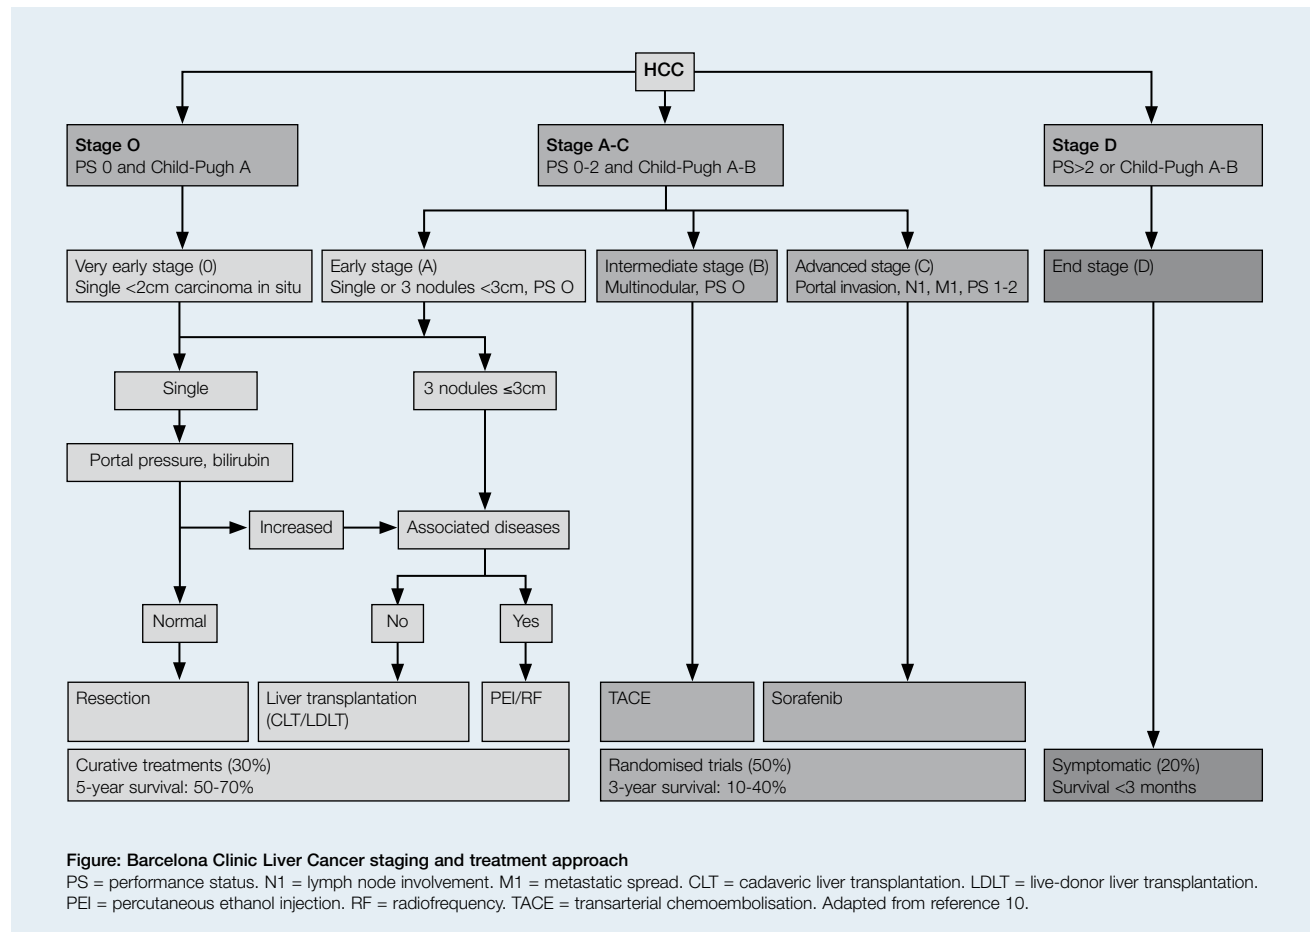 HCC
Stage O
PS 0 and Child-Pugh A
Stage A-C
PS 0-2 and Child-Pugh A-B
Stage D
PS>2 or Child-Pugh A-B
Very early stage (0)
Single <2cm carcinoma in situ
Early stage (A)
Single or 3 nodules <3cm, PS O
Intermediate stage (B)
Multinodular, PS O
Advanced stage (C)
Portal invasion, N1, M1, PS 1-2
End stage (D)
Single
3 nodules ≤3cm
Portal pressure, bilirubin
Increased
Associated diseases
Normal
No
Yes
Resection
Liver transplantation
(CLT/LDLT)
PEI/RF
TACE
Sorafenib
Curative treatments (30%)
5-year survival: 50-70%
Randomised trials (50%)
3-year survival: 10-40%
Symptomatic (20%)
Survival <3 months
Figure: Barcelona Clinic Liver Cancer staging and treatment approach
PS = performance status. N1 = lymph node involvement. M1 = metastatic spread. CLT = cadaveric liver transplantation. LDLT = live-donor liver transplantation.
PEI = percutaneous ethanol injection. RF = radiofrequency. TACE = transarterial chemoembolisation. Adapted from reference 10.